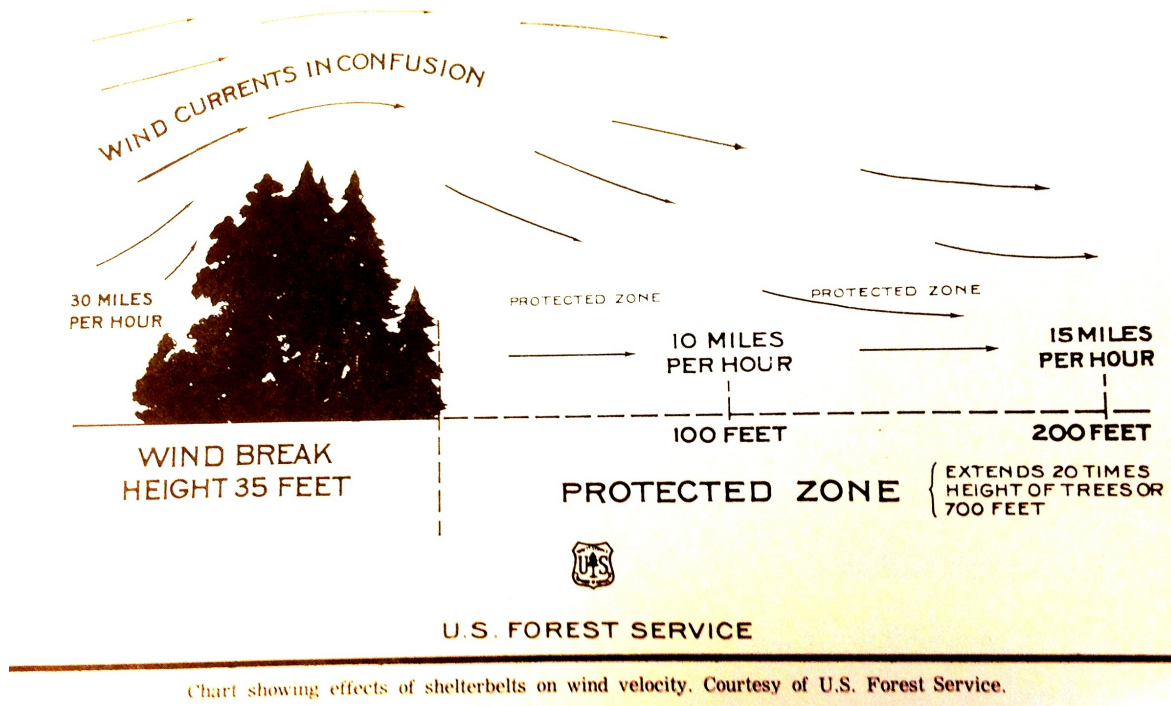 WIND CURRENTS IN CONFUSION
30 MILES
PER HOUR
PROTECTED ZONE
PROTECTED ZONE
10 MILES
PER HOUR
15 MILES
PER HOUR
100 FEET
200 FEET
WIND BREAK
HEIGHT 35 FEET
PROTECTED ZONE
EXTENDS 20 TIMES
HEIGHT OF TREES OR
700 FEET
U S
U.S. FOREST SERVICE
Chart showing effects of shelterbelts on wind velocity. Courtesy of U.S. Forest Service.